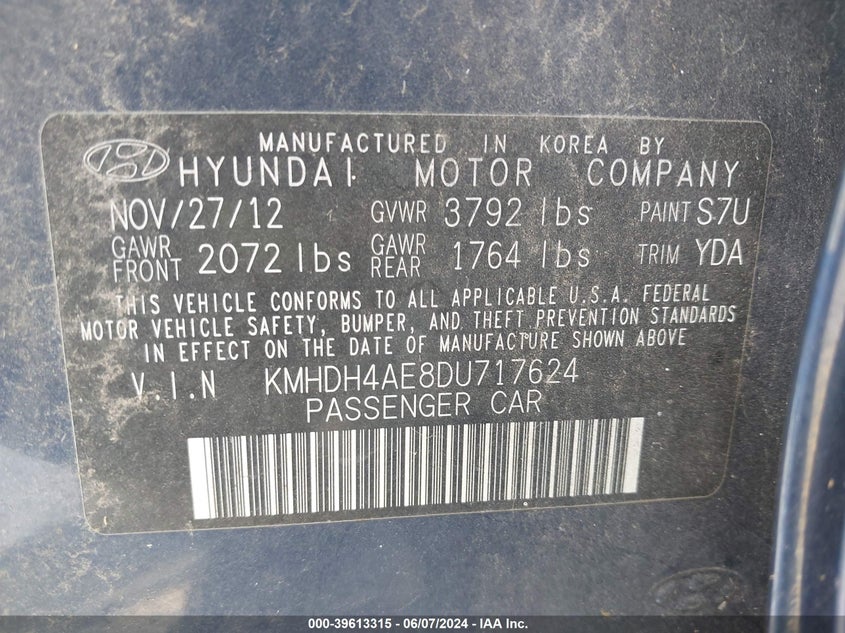 MANUFACTURED IN KOREA BY
HYUNDAI MOTOR COMPANY
NOV/27/12 GVWR 3792 lbs PAINT S7U
GAWR FRONT 2072 lbs GAWR REAR 1764 lbs TRIM YDA
THIS VEHICLE CONFORMS TO ALL APPLICABLE U.S.A. FEDERAL
MOTOR VEHICLE SAFETY, BUMPER, AND THEFT PREVENTION STANDARDS
IN EFFECT ON THE DATE OF MANUFACTURE SHOWN ABOVE
V.I.N KMHDH4AE8DU717624
PASSENGER CAR
000-39613315 - 06/07/2024 - IAA Inc.